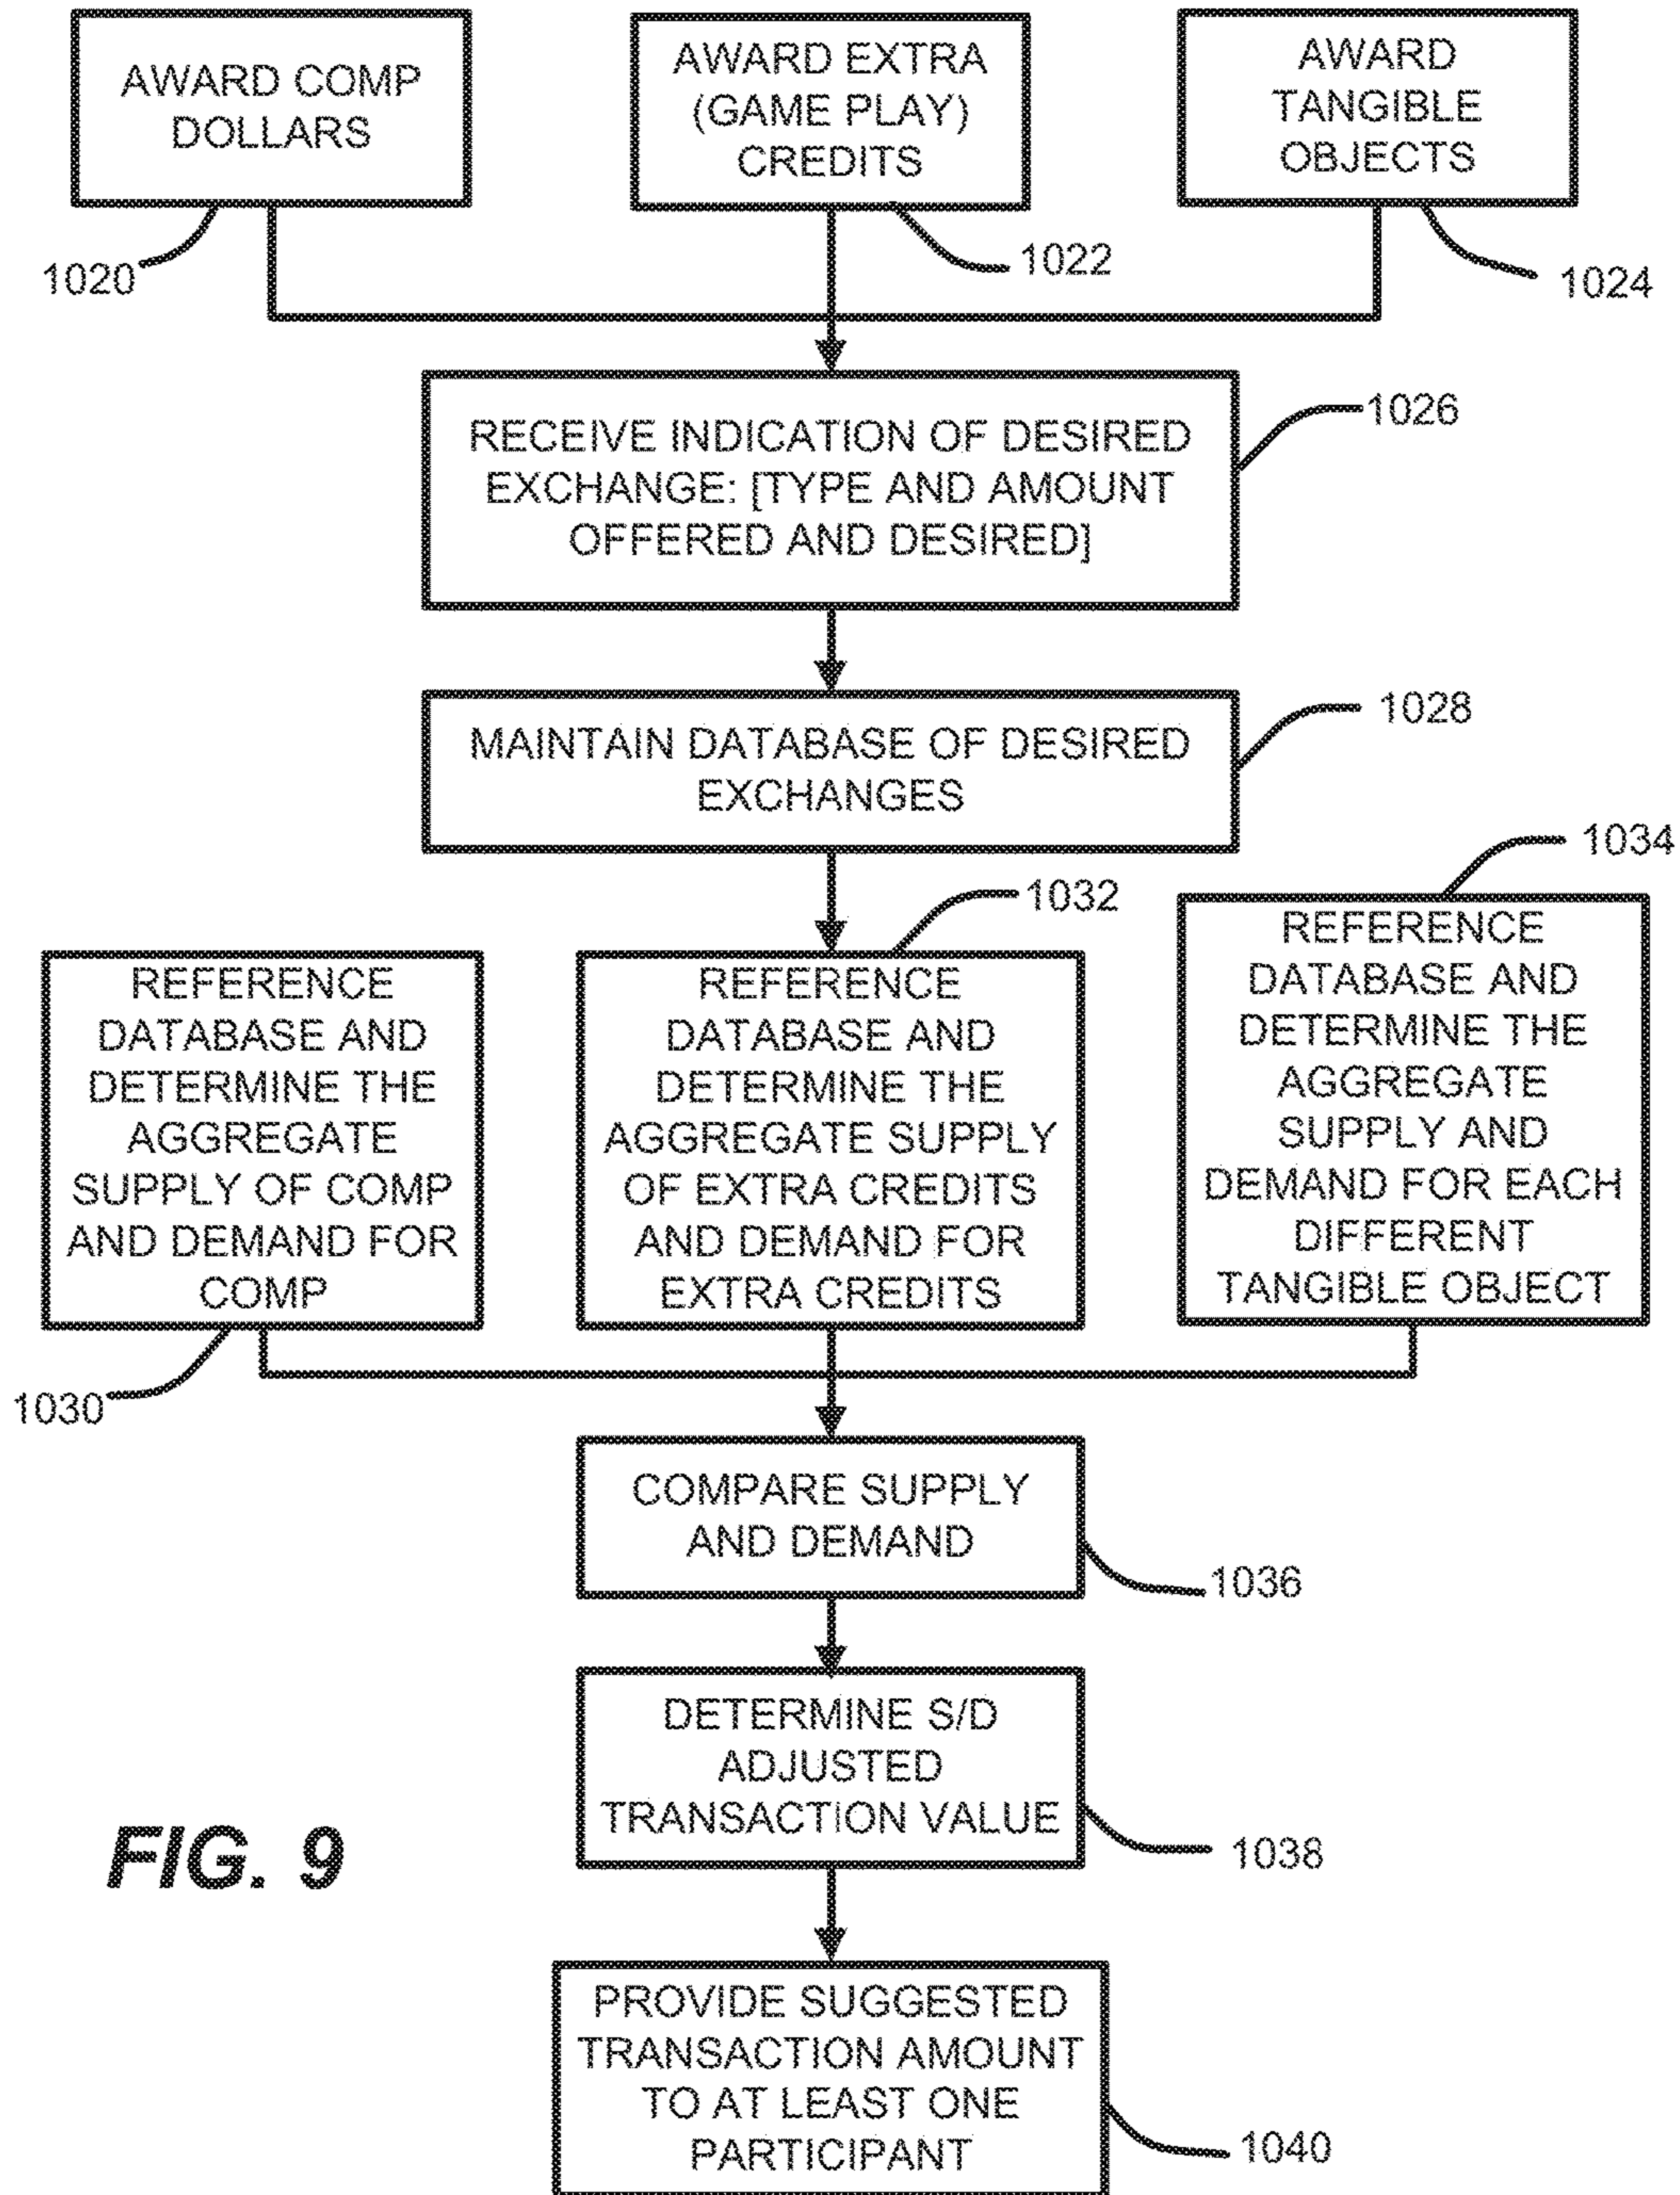 AWARD COMP
DOLLARS
1020
AWARD EXTRA
(GAME PLAY)
CREDITS
1022
AWARD
TANGIBLE
OBJECTS
1024
RECEIVE INDICATION OF DESIRED
EXCHANGE: [TYPE AND AMOUNT
OFFERED AND DESIRED]
1026
MAINTAIN DATABASE OF DESIRED
EXCHANGES
1028
REFERENCE
DATABASE AND
DETERMINE THE
AGGREGATE
SUPPLY OF COMP
AND DEMAND FOR
COMP
1030
1032
REFERENCE
DATABASE AND
DETERMINE THE
AGGREGATE SUPPLY
OF EXTRA CREDITS
AND DEMAND FOR
EXTRA CREDITS
1034
REFERENCE
DATABASE AND
DETERMINE THE
AGGREGATE
SUPPLY AND
DEMAND FOR EACH
DIFFERENT
TANGIBLE OBJECT
COMPARE SUPPLY
AND DEMAND
1036
DETERMINE S/D
ADJUSTED
TRANSACTION VALUE
1038
FIG. 9
PROVIDE SUGGESTED
TRANSACTION AMOUNT
TO AT LEAST ONE
PARTICIPANT
1040